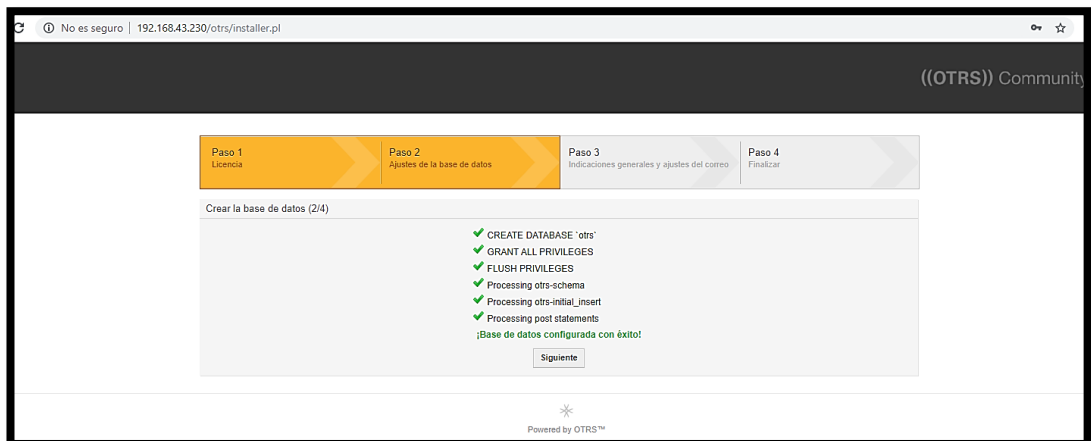 No es seguro | 192.168.43.230/otrs/installer.pl
((OTRS)) Community
Paso 1
Licencia
Paso 2
Ajustes de la base de datos
Paso 3
Indicaciones generales y ajustes del correo
Paso 4
Finalizar
Crear la base de datos (2/4)
CREATE DATABASE `otrs`
GRANT ALL PRIVILEGES
FLUSH PRIVILEGES
Processing otrs-schema
Processing otrs-initial_insert
Processing post statements
¡Base de datos configurada con éxito!
Siguiente
Powered by OTRS™